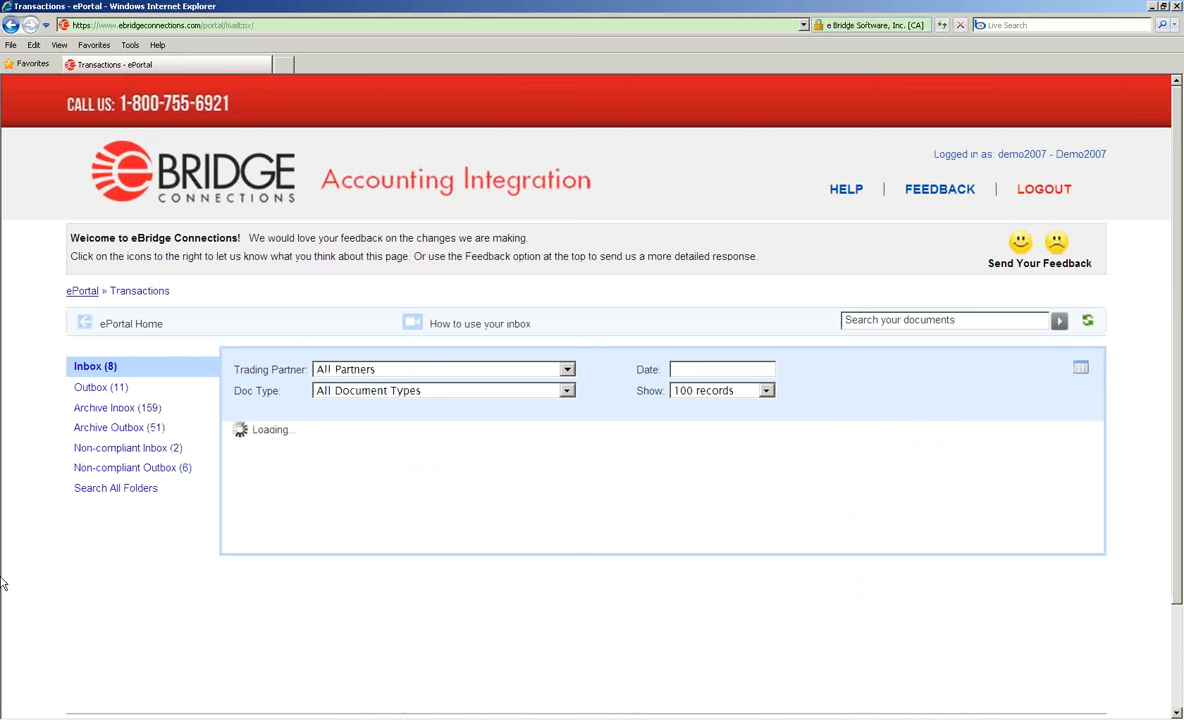 Transactions - ePortal - Windows Internet Explorer
https://www.ebridgeconnections.com/portal/Mailbox/
e Bridge Software, Inc. [CA]
Live Search
File Edit View Favorites Tools Help
Favorites
Transactions - ePortal
CALL US: 1-800-755-6921
eBRIDGE
CONNECTIONS
Accounting Integration
Logged in as: demo2007 - Demo2007
HELP | FEEDBACK | LOGOUT
Welcome to eBridge Connections! We would love your feedback on the changes we are making.
Click on the icons to the right to let us know what you think about this page. Or use the Feedback option at the top to send us a more detailed response.
Send Your Feedback
ePortal » Transactions
ePortal Home
How to use your inbox
Search your documents
Inbox (8)
Outbox (11)
Archive Inbox (159)
Archive Outbox (51)
Non-compliant Inbox (2)
Non-compliant Outbox (6)
Search All Folders
Trading Partner: All Partners
Date:
Doc Type: All Document Types
Show: 100 records
Loading...